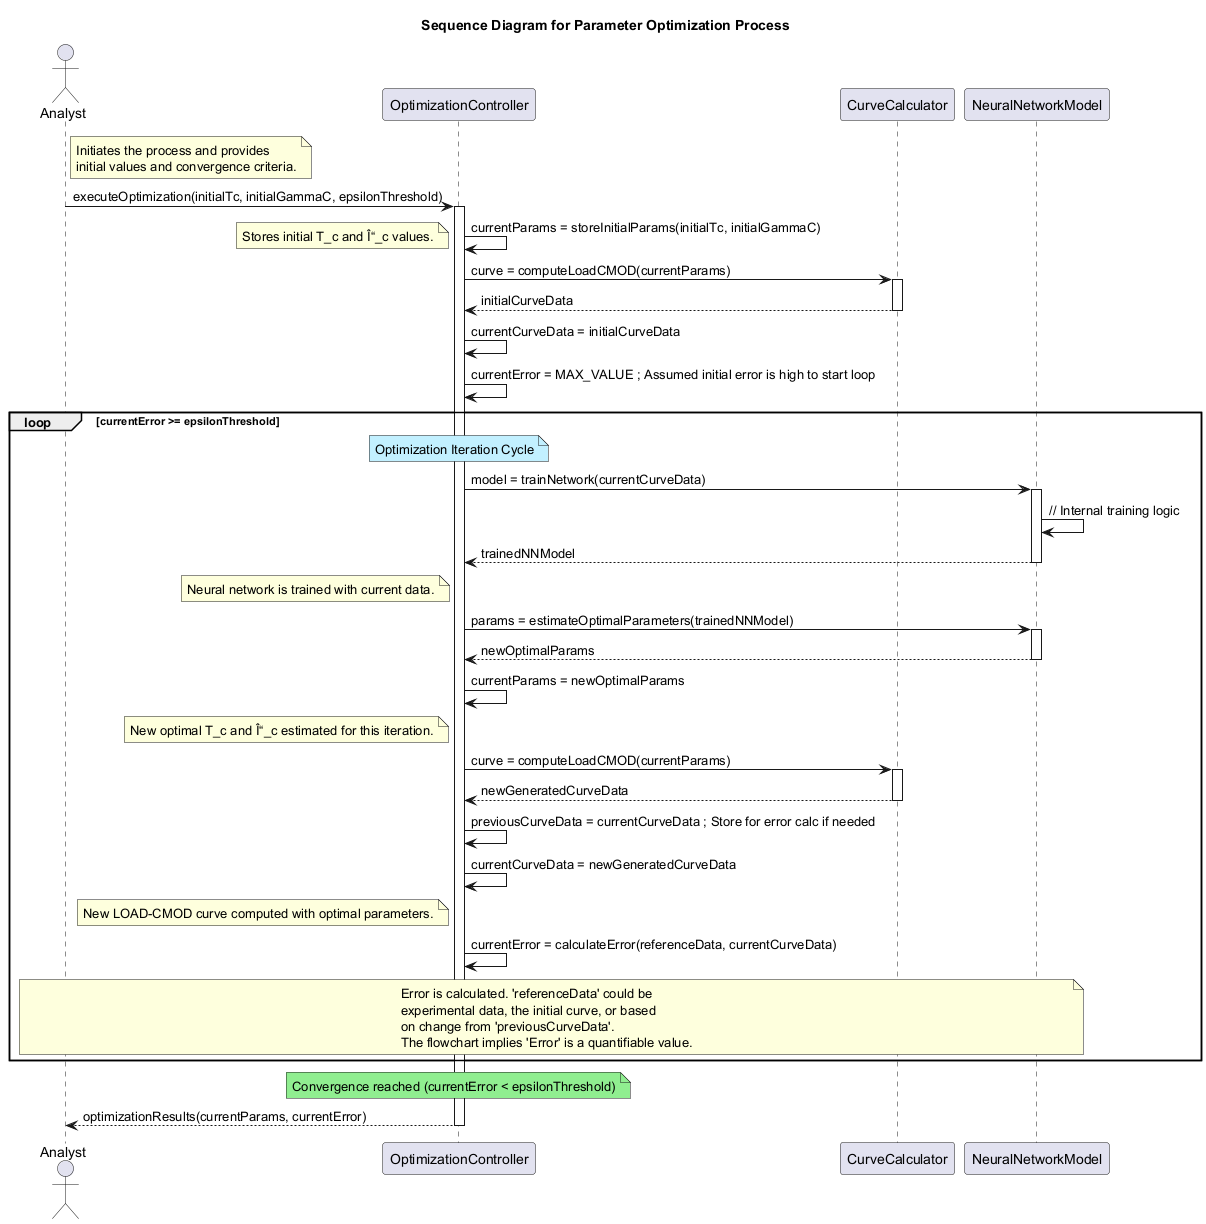 Sequence Diagram for Parameter Optimization Process
Analyst
OptimizationController
CurveCalculator
NeuralNetworkModel
Initiates the process and provides
initial values and convergence criteria.
executeOptimization(initialTc, initialGammaC, epsilonThreshold)
currentParams = storeInitialParams(initialTc, initialGammaC)
Stores initial T_c and Î“_c values.
curve = computeLoadCMOD(currentParams)
initialCurveData
currentCurveData = initialCurveData
currentError = MAX_VALUE ; Assumed initial error is high to start loop
loop
[currentError >= epsilonThreshold]
Optimization Iteration Cycle
model = trainNetwork(currentCurveData)
// Internal training logic
trainedNNModel
Neural network is trained with current data.
params = estimateOptimalParameters(trainedNNModel)
newOptimalParams
currentParams = newOptimalParams
New optimal T_c and Î“_c estimated for this iteration.
curve = computeLoadCMOD(currentParams)
newGeneratedCurveData
previousCurveData = currentCurveData ; Store for error calc if needed
currentCurveData = newGeneratedCurveData
New LOAD-CMOD curve computed with optimal parameters.
currentError = calculateError(referenceData, currentCurveData)
Error is calculated. 'referenceData' could be
experimental data, the initial curve, or based
on change from 'previousCurveData'.
The flowchart implies 'Error' is a quantifiable value.
Convergence reached (currentError < epsilonThreshold)
optimizationResults(currentParams, currentError)
Analyst
OptimizationController
CurveCalculator
NeuralNetworkModel